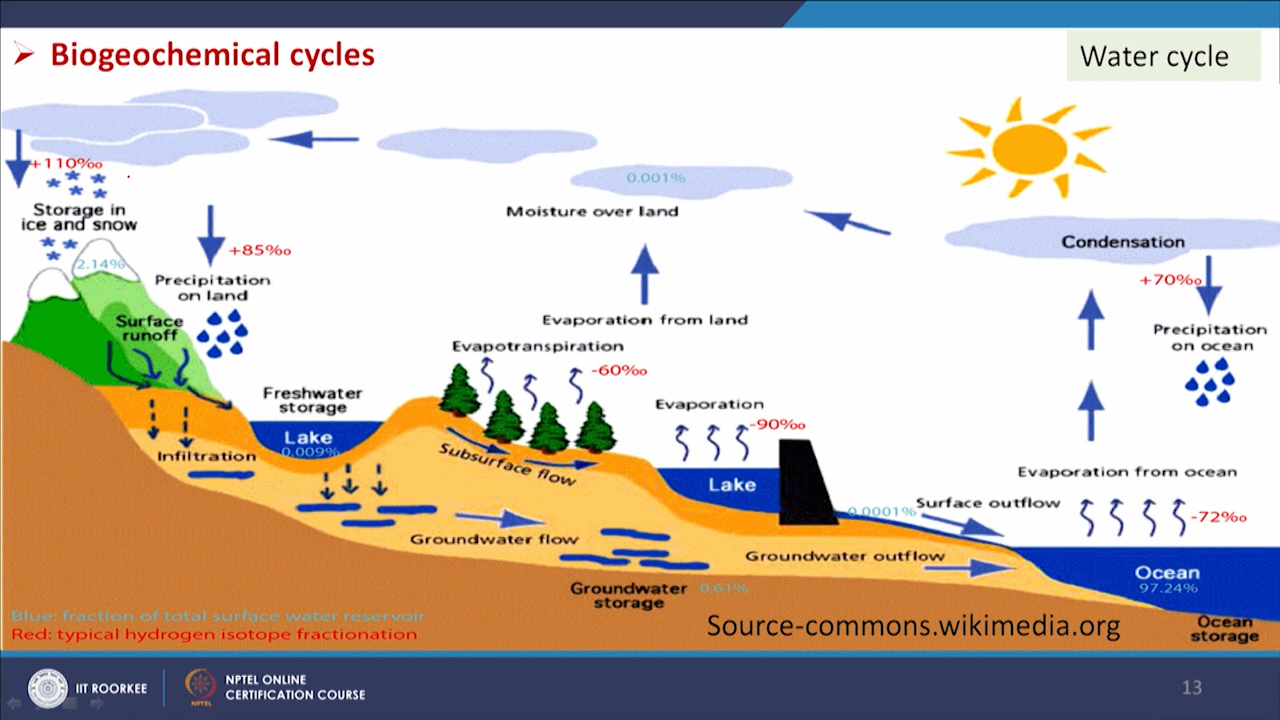 Biogeochemical cycles
Water cycle
+110‰
Storage in
ice and snow
2.14%
+85‰
Precipitation
on land
Surface
runoff
0.001%
Moisture over land
Condensation
+70‰
Precipitation
on ocean
Evaporation from land
Evapotranspiration
-60‰
Freshwater
storage
Lake
0.009%
Evaporation
-90‰
Infiltration
Subsurface flow
Lake
Evaporation from ocean
-72‰
0.0001%
Surface outflow
Groundwater flow
Groundwater outflow
Groundwater
storage
0.61%
Ocean
97.24%
Ocean
storage
Blue: fraction of total surface water reservoir
Red: typical hydrogen isotope fractionation
Source-commons.wikimedia.org
IIT ROORKEE
NPTEL
NPTEL ONLINE
CERTIFICATION COURSE
13